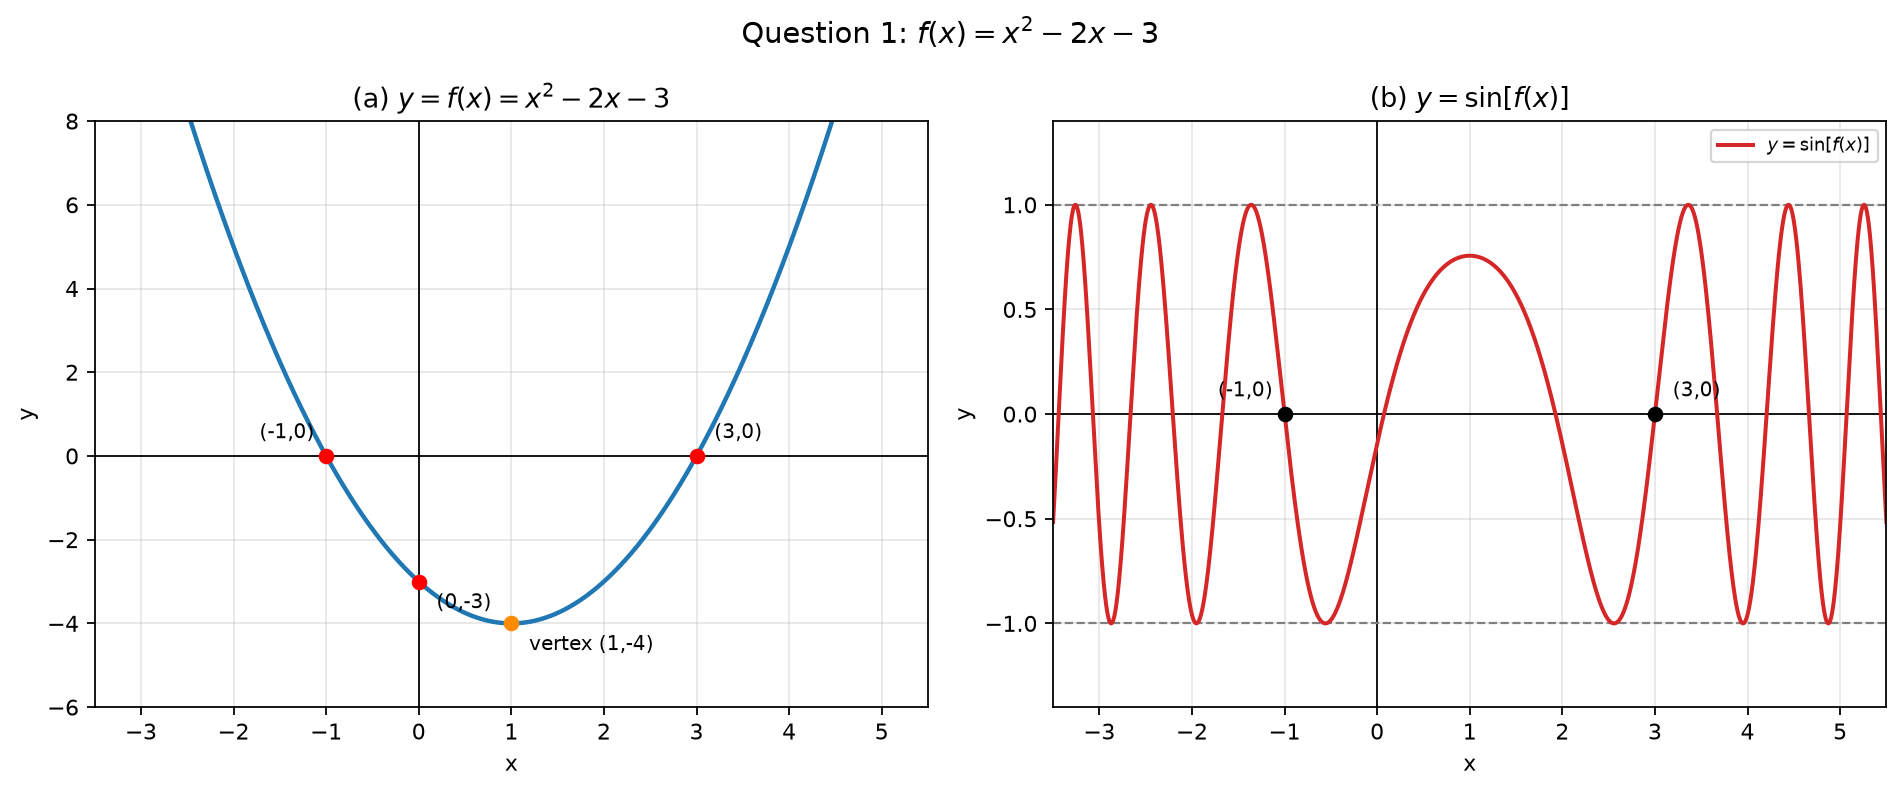 Question 1: f(x) = x² − 2x − 3
(a) y = f(x) = x² − 2x − 3
8
6
4
2
0
−2
−4
−6
y
(-1,0)
(3,0)
(0,-3)
vertex (1,-4)
−3 −2 −1 0 1 2 3 4 5
x
(b) y = sin[f(x)]
y = sin[f(x)]
1.0
0.5
0.0
−0.5
−1.0
y
(-1,0)
(3,0)
−3 −2 −1 0 1 2 3 4 5
x